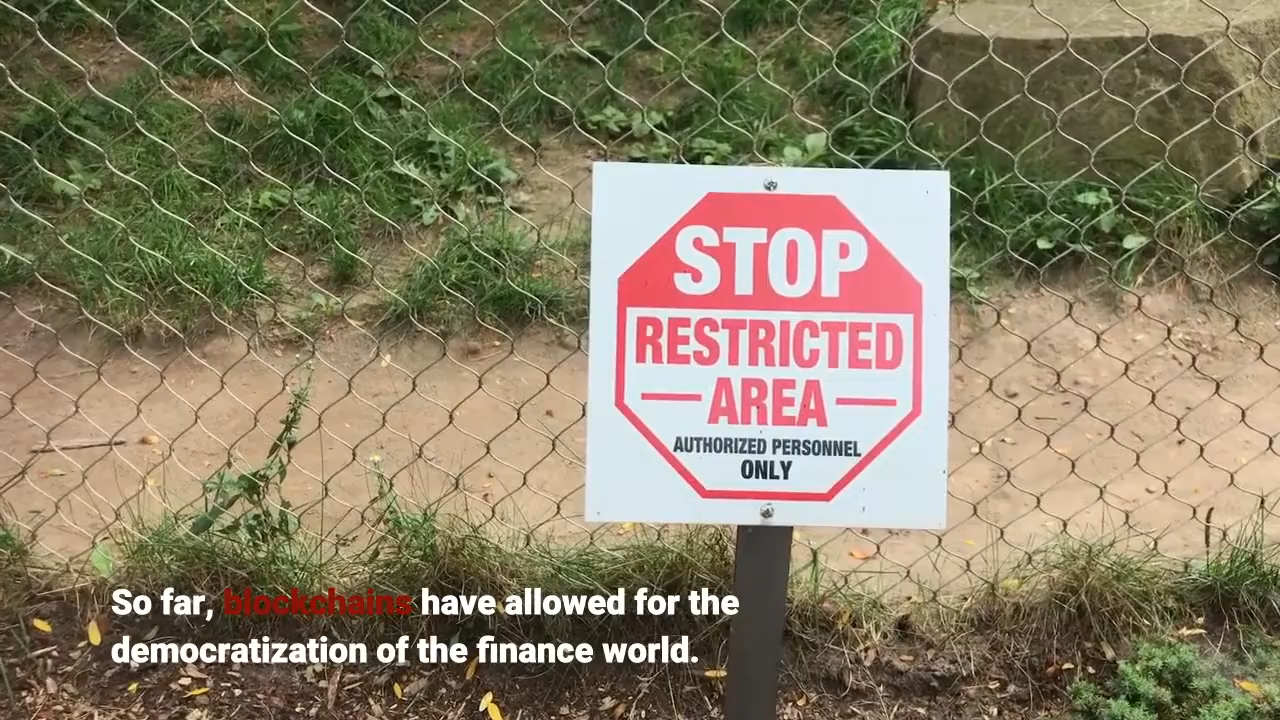 STOP
RESTRICTED
AREA
AUTHORIZED PERSONNEL
ONLY
So far, blockchains have allowed for the
democratization of the finance world.